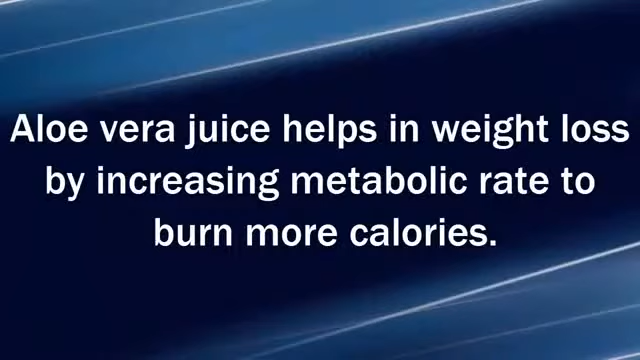 Aloe vera juice helps in weight loss
by increasing metabolic rate to
burn more calories.